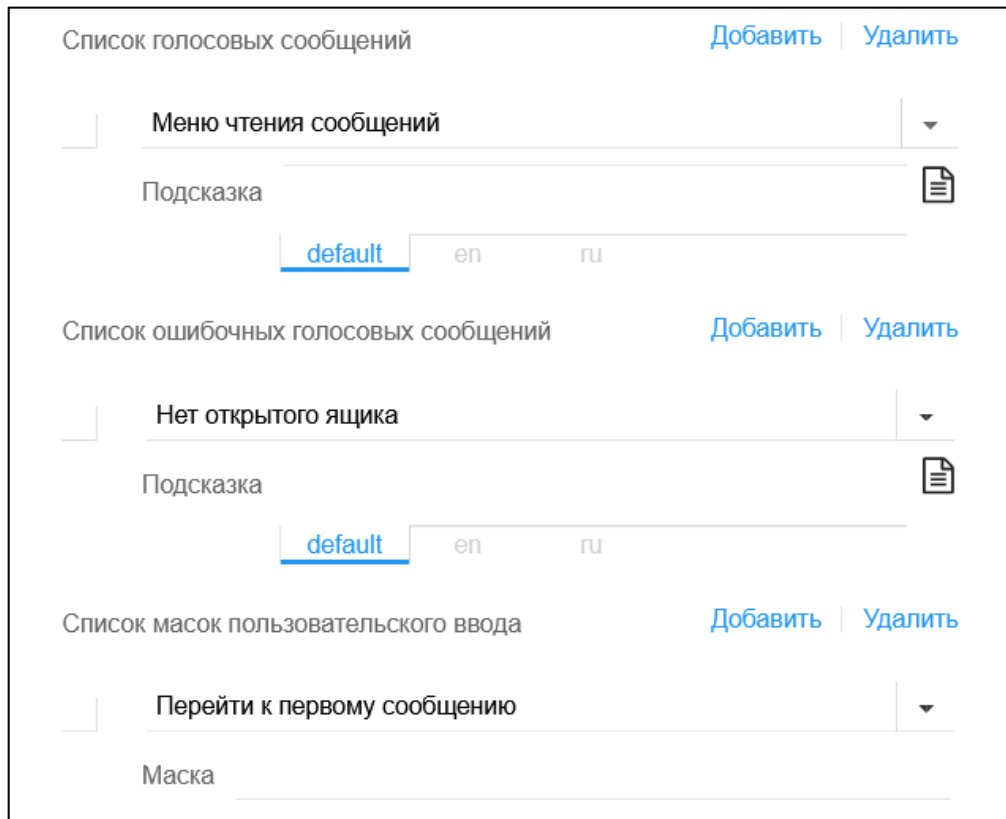 Список голосовых сообщений Добавить Удалить
Меню чтения сообщений
Подсказка
default en ru
Список ошибочных голосовых сообщений Добавить Удалить
Нет открытого ящика
Подсказка
default en ru
Список масок пользовательского ввода Добавить Удалить
Перейти к первому сообщению
Маска